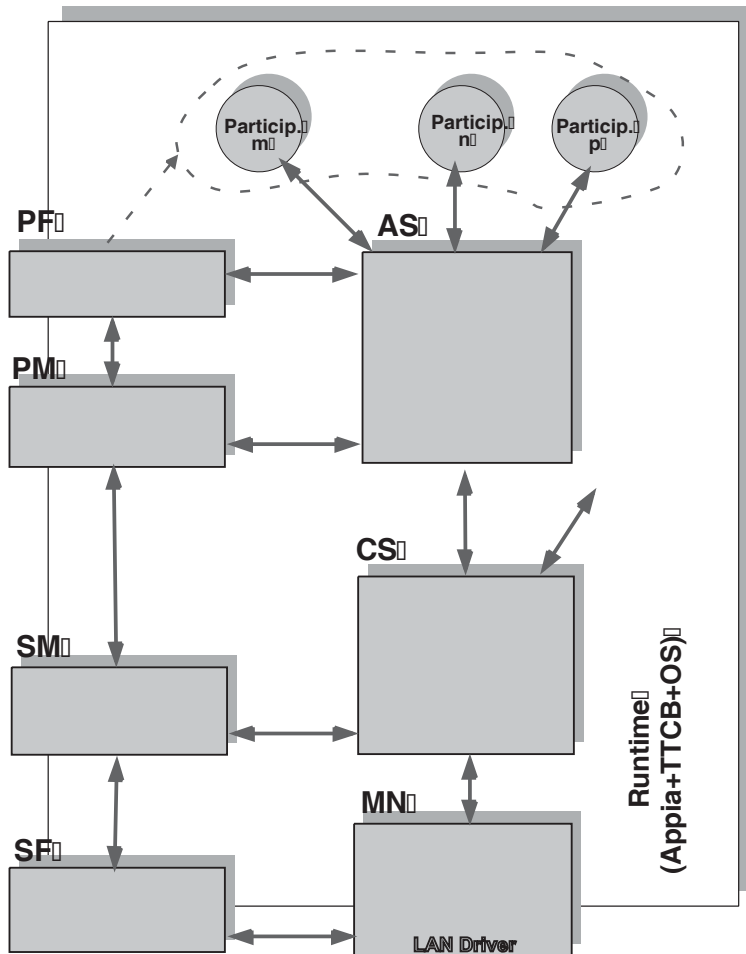 Particip.
m
Particip.
n
Particip.
p
PF
AS
PM
CS
SM
Runtime
(Appia+TTCB+OS)
MN
SF
LAN Driver